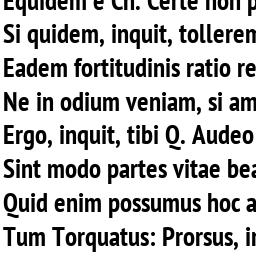 Equidem e Cn. Certe non p
Si quidem, inquit, tollerem
Eadem fortitudinis ratio re
Ne in odium veniam, si am
Ergo, inquit, tibi Q. Audeo
Sint modo partes vitae bea
Quid enim possumus hoc a
Tum Torquatus: Prorsus, i